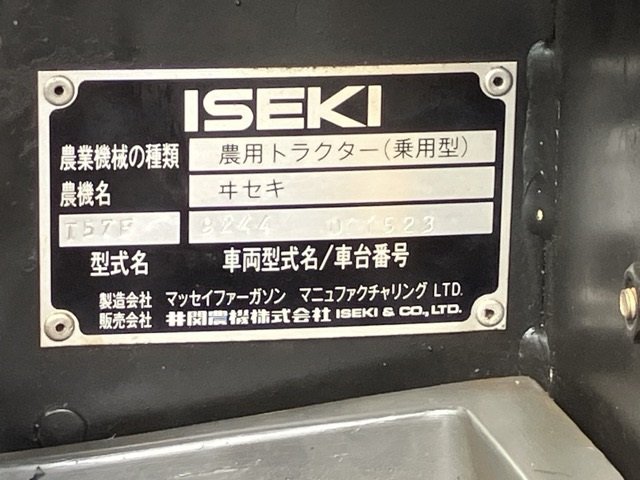 ISEKI
農業機械の種類 農用トラクター(乗用型)
農機名 ヰセキ
型式名 車両型式名/車台番号
製造会社 マッセイファーガソン マニュファクチャリング LTD.
販売会社 井関農機株式会社 ISEKI & CO., LTD.